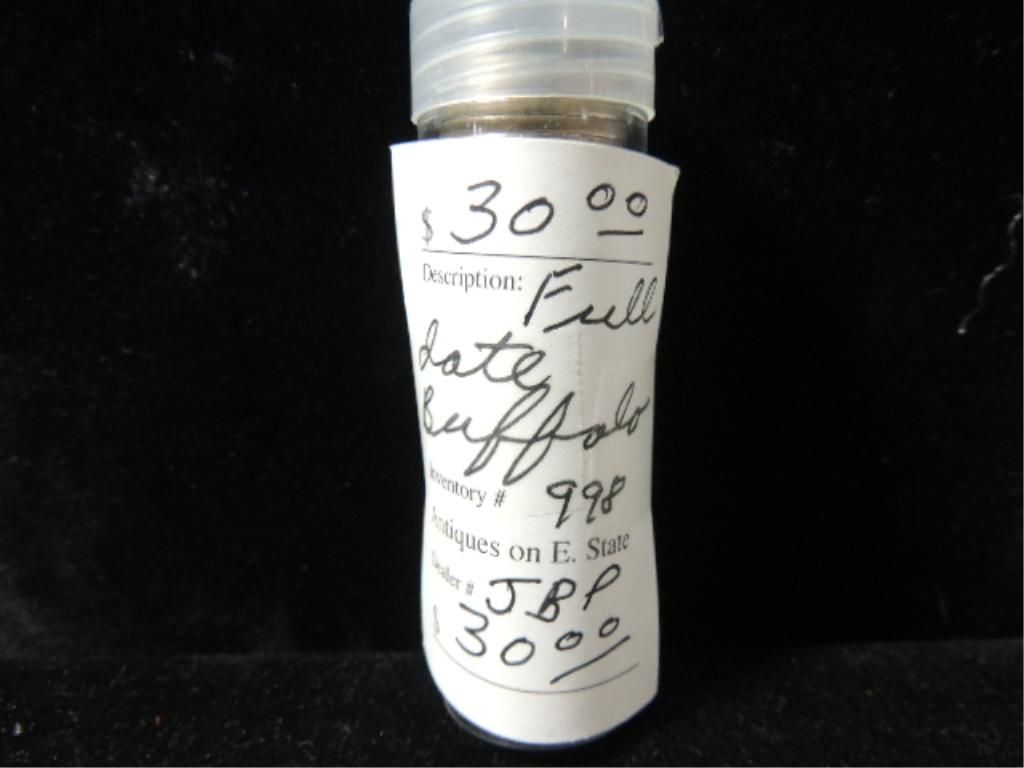 $ 30 00
Description: Full
date
Buffalo
Inventory # 998
Antiques on E. State
Dealer # JBP
$ 30 00